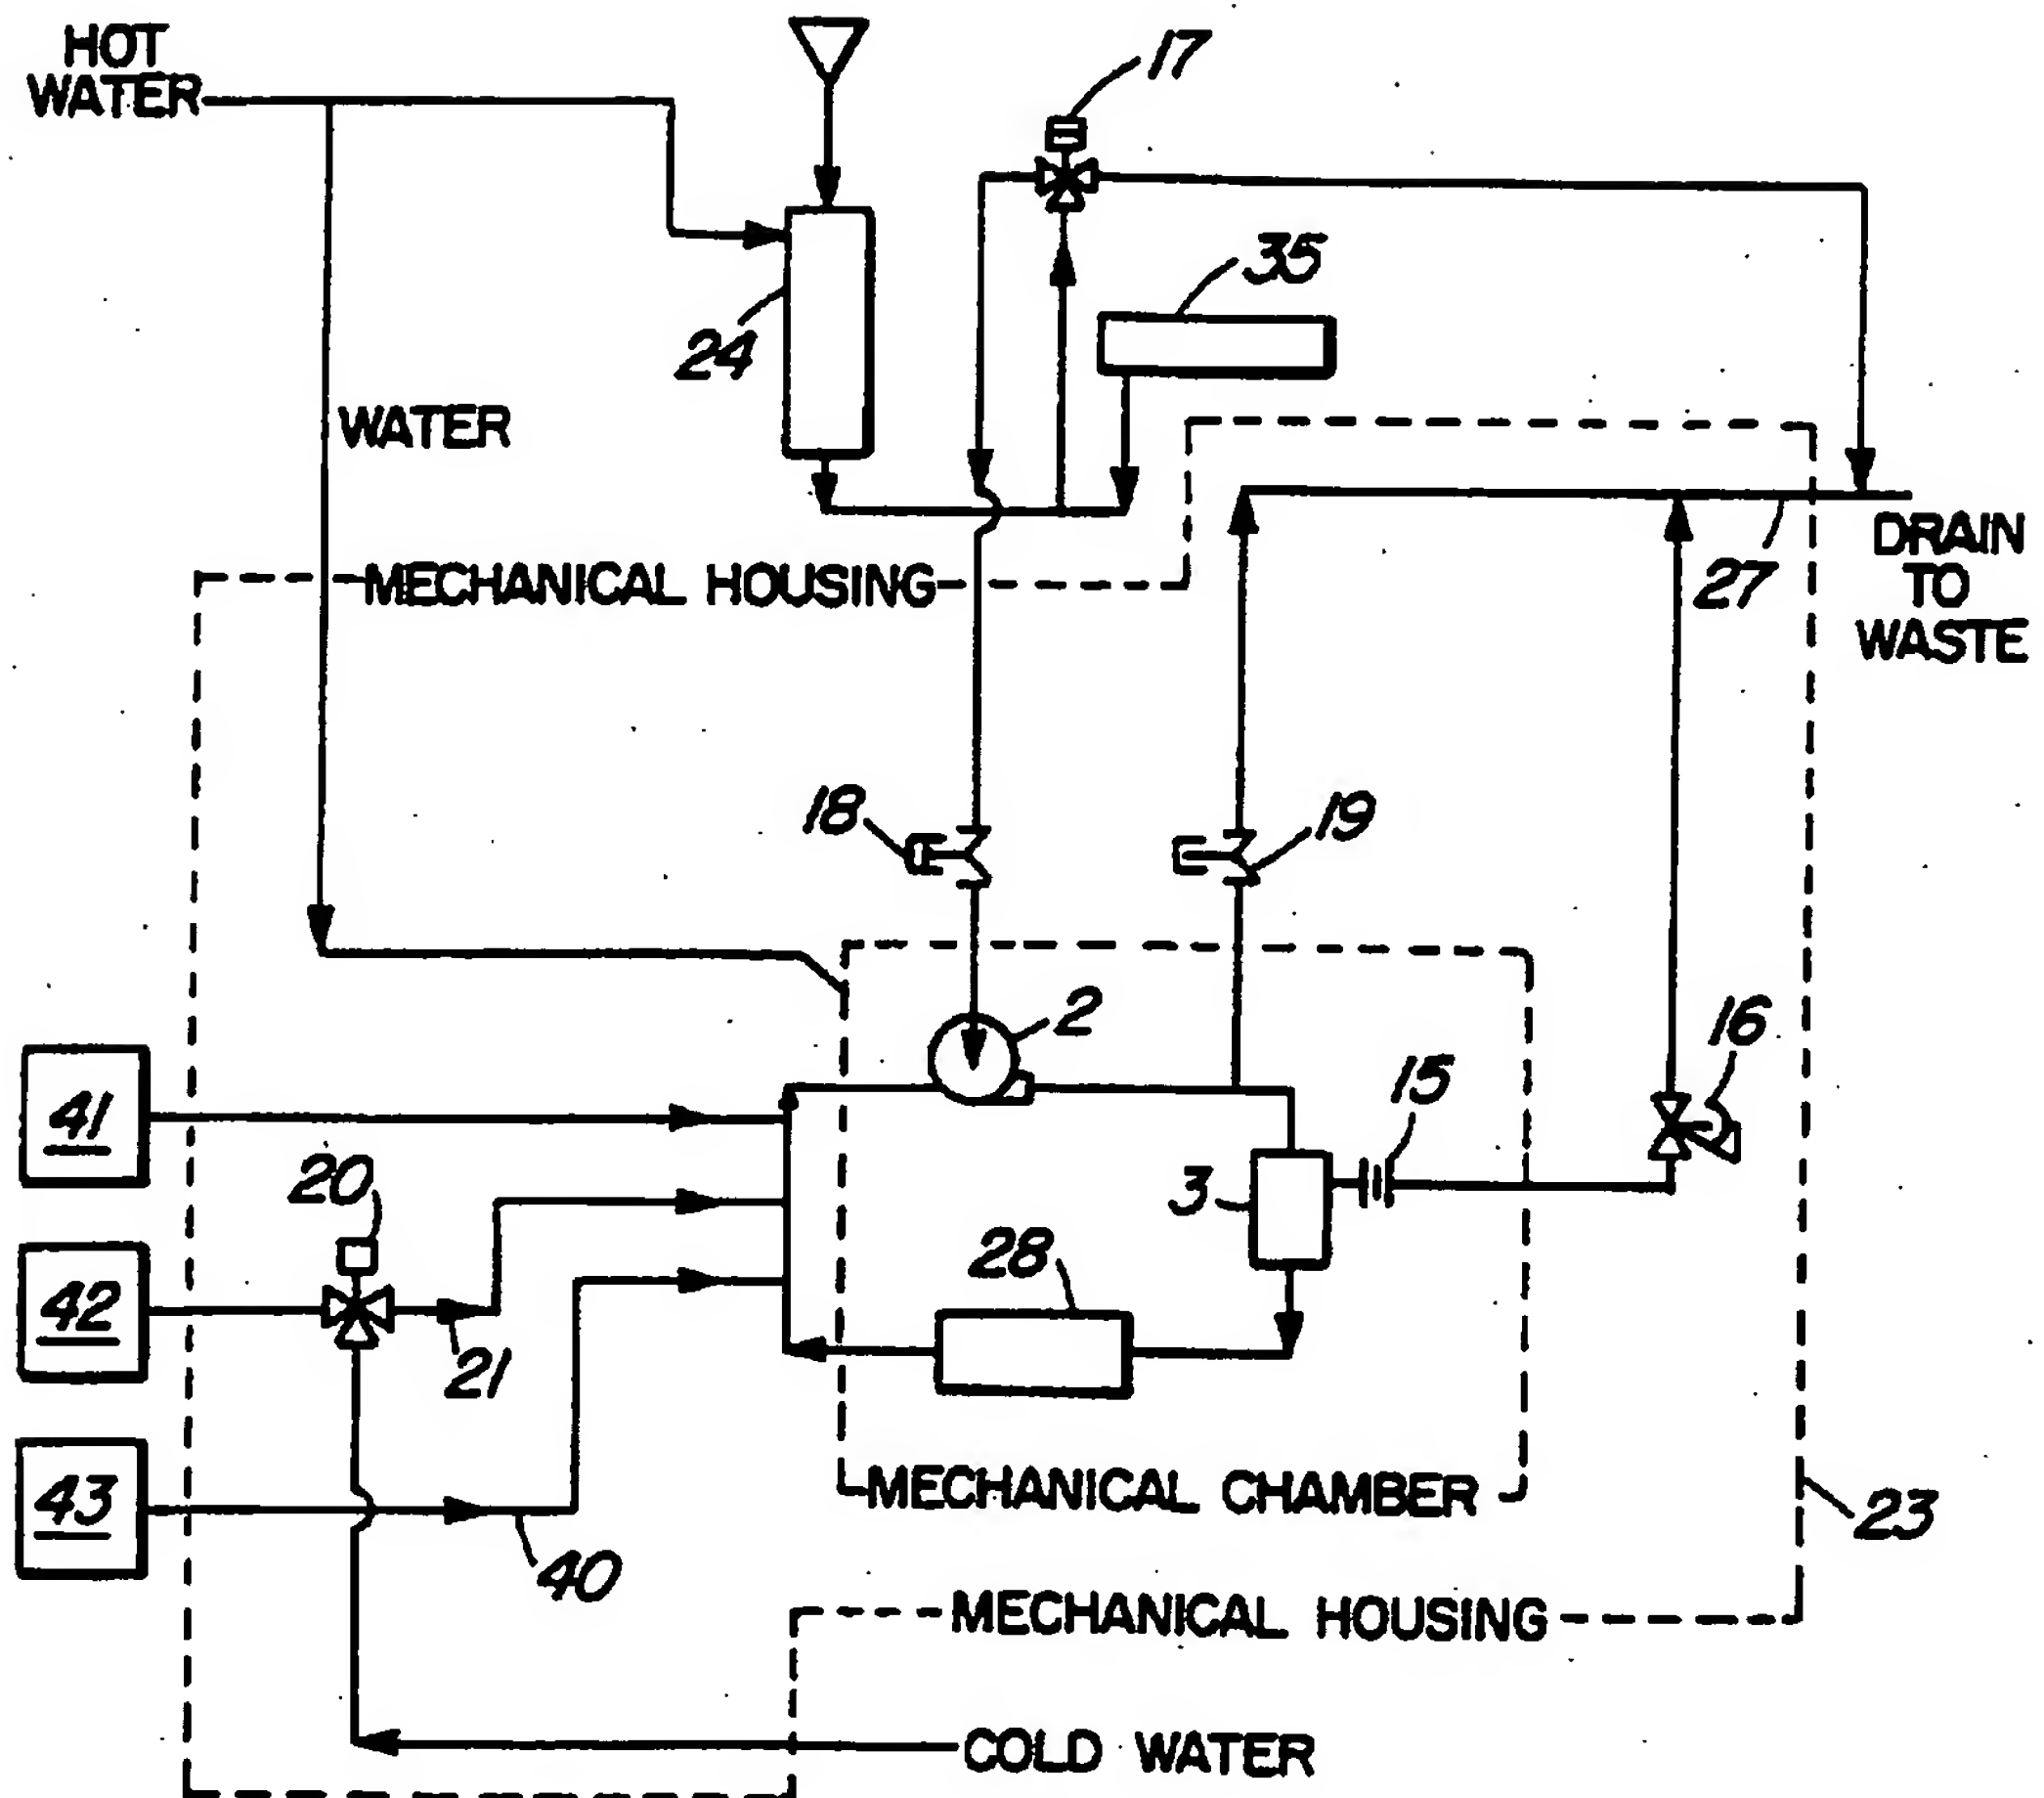 HOT
WATER
17
35
24
WATER
MECHANICAL HOUSING
27
DRAIN
TO
WASTE
18
19
2
16
15
41
20
3
28
42
21
43
MECHANICAL CHAMBER
40
23
MECHANICAL HOUSING
COLD WATER